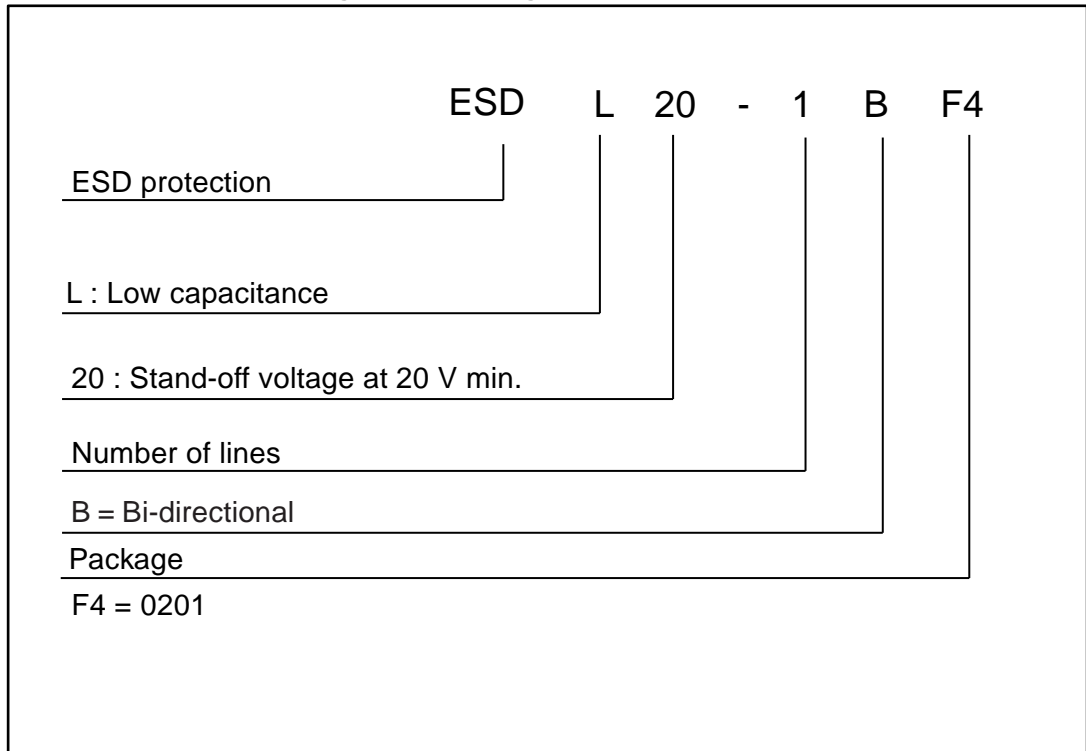 ESD L 20 - 1 B F4
ESD protection
L : Low capacitance
20 : Stand-off voltage at 20 V min.
Number of lines
B = Bi-directional
Package
F4 = 0201